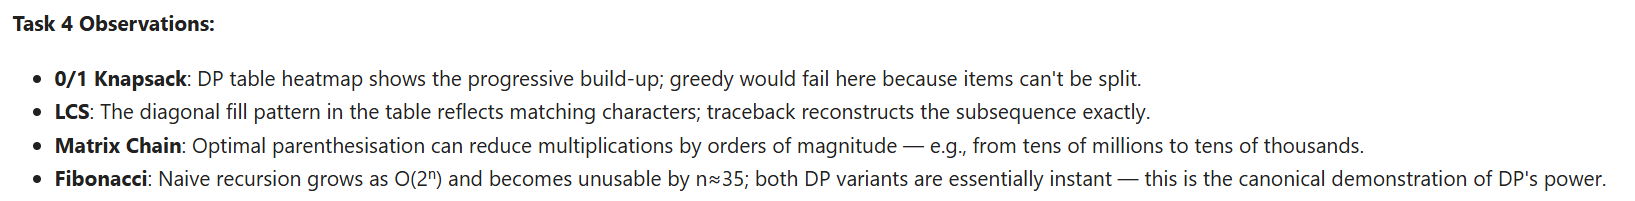 Task 4 Observations:
• 0/1 Knapsack: DP table heatmap shows the progressive build-up; greedy would fail here because items can't be split.
• LCS: The diagonal fill pattern in the table reflects matching characters; traceback reconstructs the subsequence exactly.
• Matrix Chain: Optimal parenthesisation can reduce multiplications by orders of magnitude — e.g., from tens of millions to tens of thousands.
• Fibonacci: Naive recursion grows as O(2ⁿ) and becomes unusable by n≈35; both DP variants are essentially instant — this is the canonical demonstration of DP's power.